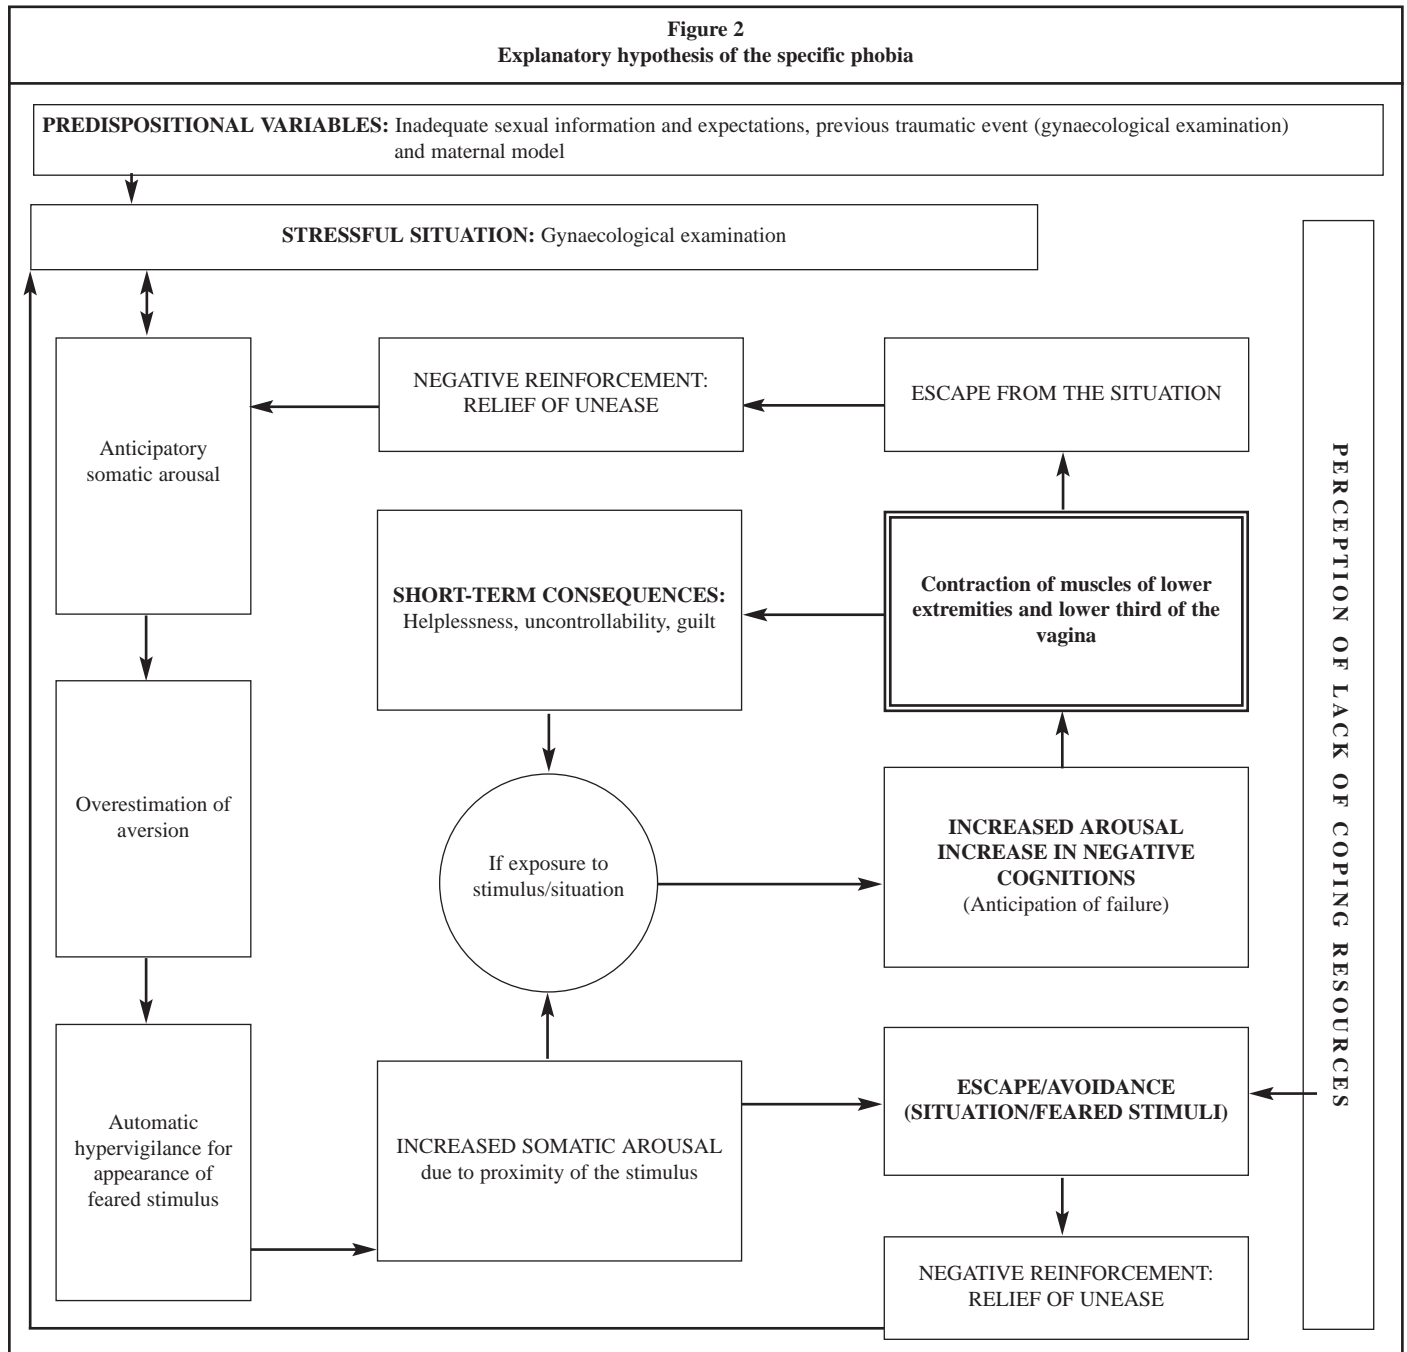 Figure 2
Explanatory hypothesis of the specific phobia
PREDISPOSITIONAL VARIABLES: Inadequate sexual information and expectations, previous traumatic event (gynaecological examination)
and maternal model
STRESSFUL SITUATION: Gynaecological examination
Anticipatory
somatic arousal
NEGATIVE REINFORCEMENT:
RELIEF OF UNEASE
ESCAPE FROM THE SITUATION
SHORT-TERM CONSEQUENCES:
Helplessness, uncontrollability, guilt
Contraction of muscles of lower
extremities and lower third of the
vagina
Overestimation of
aversion
If exposure to
stimulus/situation
INCREASED AROUSAL
INCREASE IN NEGATIVE
COGNITIONS
(Anticipation of failure)
Automatic
hypervigilance for
appearance of
feared stimulus
INCREASED SOMATIC AROUSAL
due to proximity of the stimulus
ESCAPE/AVOIDANCE
(SITUATION/FEARED STIMULI)
NEGATIVE REINFORCEMENT:
RELIEF OF UNEASE
PERCEPTION OF LACK OF COPING RESOURCES